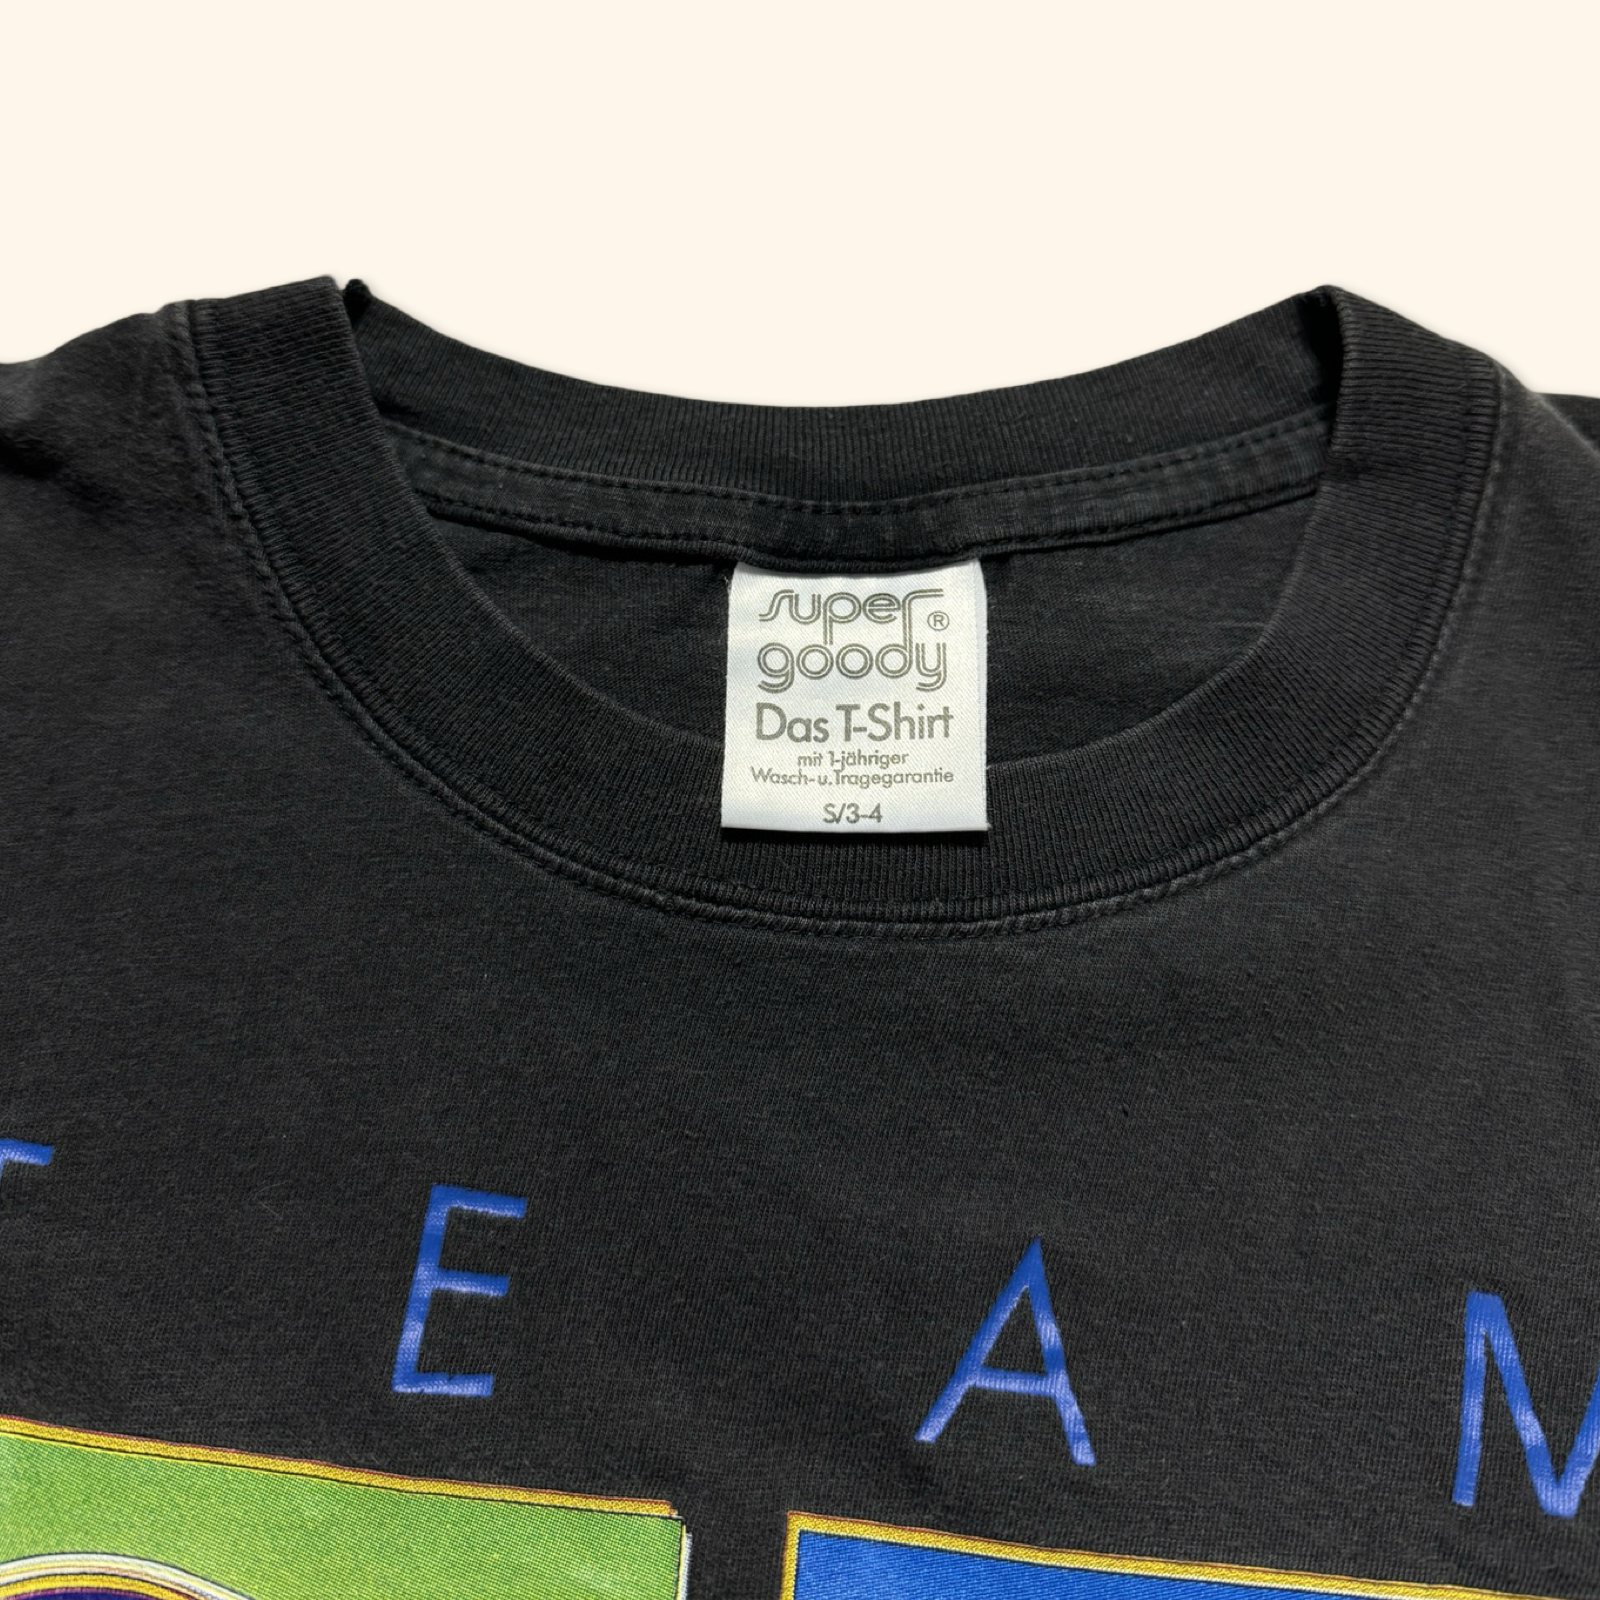 super®
goody
Das T-Shirt
mit 1-jähriger
Wasch-u.Tragegarantie
S/3-4
T E A M